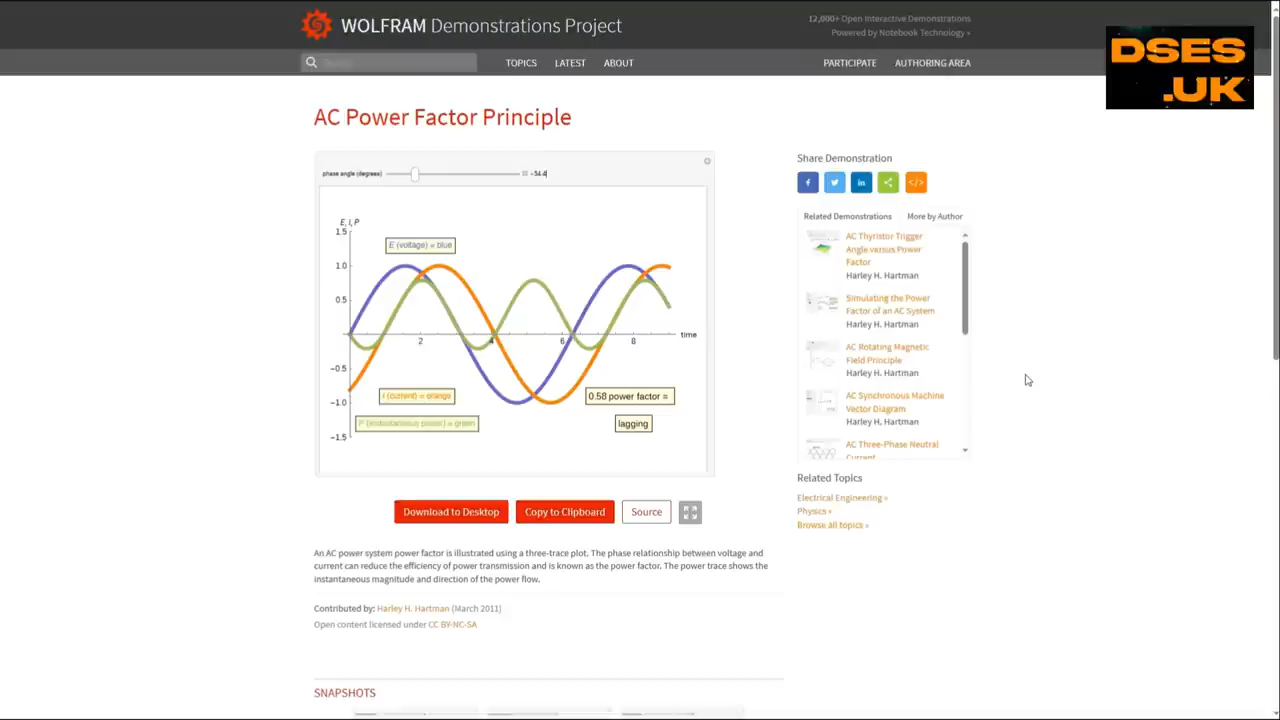 WOLFRAM Demonstrations Project
12,000+ Open Interactive Demonstrations
Powered by Notebook Technology »
DSES
.UK
TOPICS LATEST ABOUT
PARTICIPATE AUTHORING AREA
AC Power Factor Principle
phase angle (degrees) -54.4
E, I, P
1.5
1.0
0.5
-0.5
-1.0
-1.5
2 4 6 8
time
E (voltage) = blue
I (current) = orange
P (instantaneous power) = green
0.58 power factor =
lagging
Share Demonstration
Related Demonstrations More by Author
AC Thyristor Trigger
Angle versus Power
Factor
Harley H. Hartman
Simulating the Power
Factor of an AC System
Harley H. Hartman
AC Rotating Magnetic
Field Principle
Harley H. Hartman
AC Synchronous Machine
Vector Diagram
Harley H. Hartman
AC Three-Phase Neutral
Current
Related Topics
Electrical Engineering »
Physics »
Browse all topics »
Download to Desktop Copy to Clipboard Source
An AC power system power factor is illustrated using a three-trace plot. The phase relationship between voltage and
current can reduce the efficiency of power transmission and is known as the power factor. The power trace shows the
instantaneous magnitude and direction of the power flow.
Contributed by: Harley H. Hartman (March 2011)
Open content licensed under CC BY-NC-SA
SNAPSHOTS